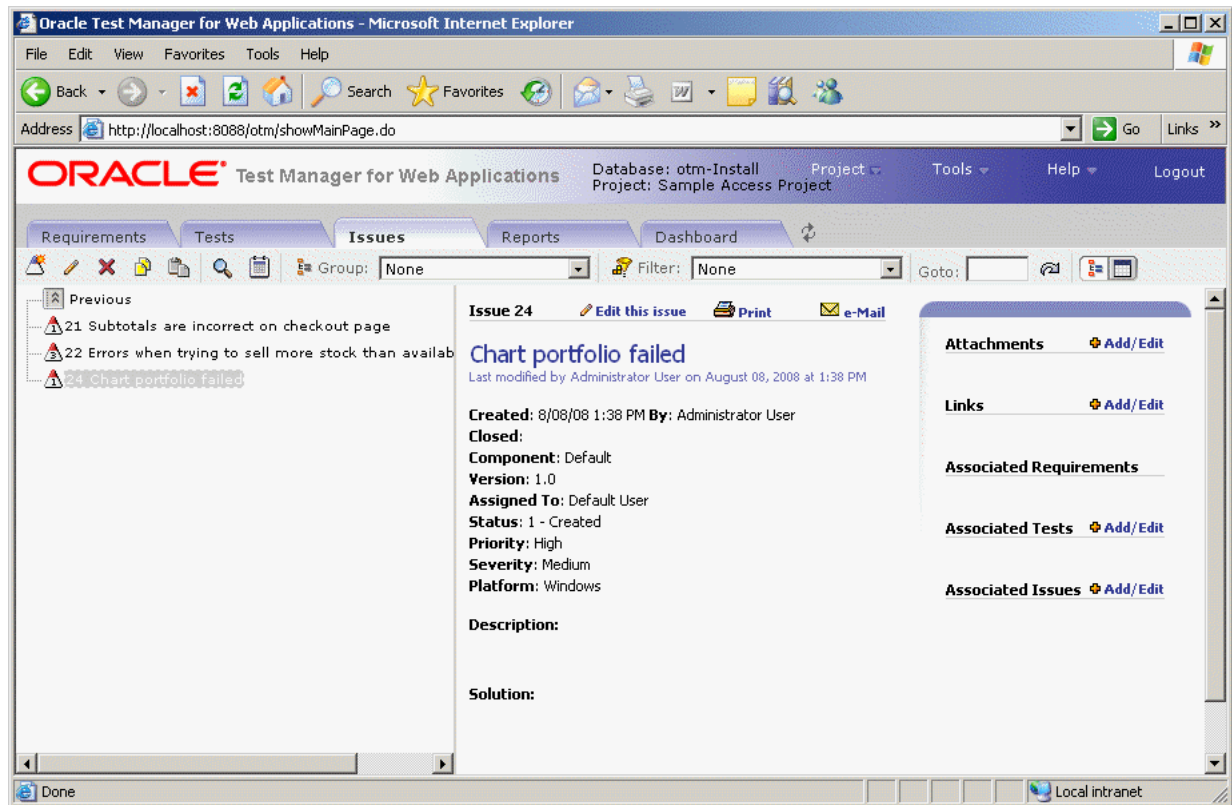 Oracle Test Manager for Web Applications - Microsoft Internet Explorer
File Edit View Favorites Tools Help
Back Search Favorites
Address http://localhost:8088/otm/showMainPage.do Go Links »
ORACLE Test Manager for Web Applications
Database: otm-Install
Project: Sample Access Project
Project Tools Help Logout
Requirements Tests Issues Reports Dashboard
Group: None Filter: None Goto:
Previous
21 Subtotals are incorrect on checkout page
22 Errors when trying to sell more stock than availab
24 Chart portfolio failed
Issue 24 Edit this issue Print e-Mail
Chart portfolio failed
Last modified by Administrator User on August 08, 2008 at 1:38 PM
Created: 8/08/08 1:38 PM By: Administrator User
Closed:
Component: Default
Version: 1.0
Assigned To: Default User
Status: 1 - Created
Priority: High
Severity: Medium
Platform: Windows
Description:
Solution:
Attachments Add/Edit
Links Add/Edit
Associated Requirements
Associated Tests Add/Edit
Associated Issues Add/Edit
Done Local intranet